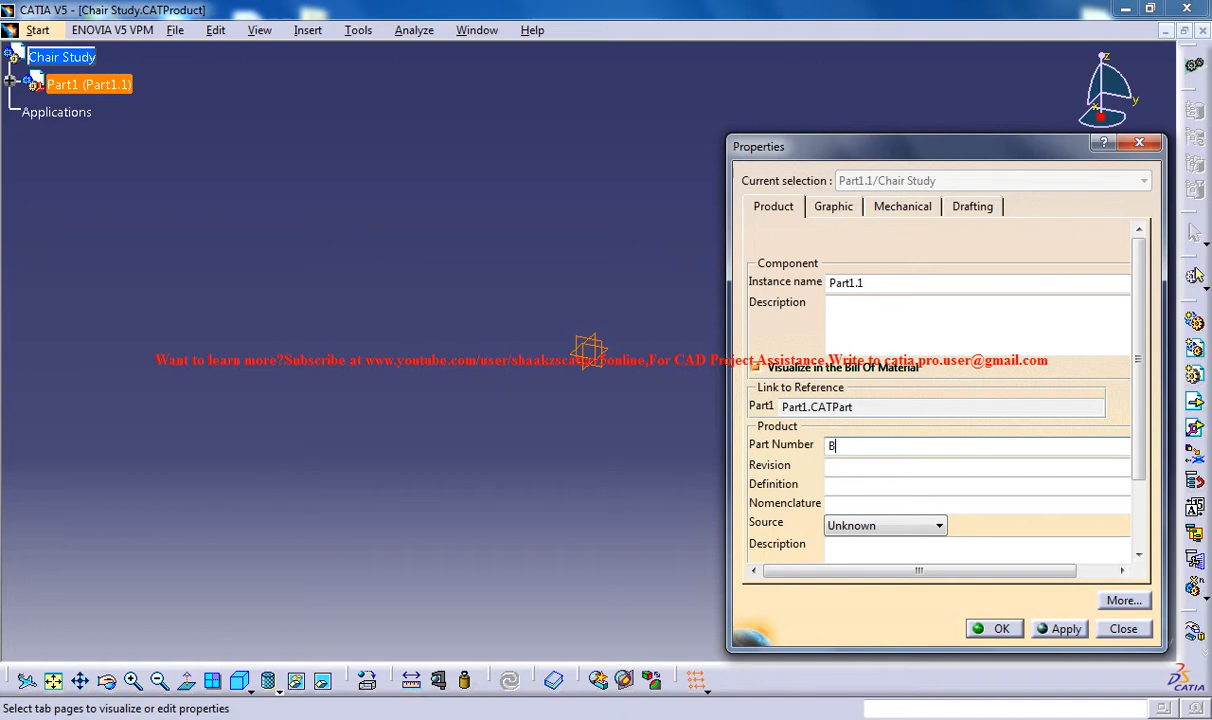 CATIA V5 - [Chair Study.CATProduct]
Start ENOVIA V5 VPM File Edit View Insert Tools Analyze Window Help
Chair Study
Part1 (Part1.1)
Applications
z
y
x
Properties
?
Current selection : Part1.1/Chair Study
Product Graphic Mechanical Drafting
Component
Instance name Part1.1
Description
Want to learn more?Subscribe at www.youtube.com/user/shaakzscatiaonline,For CAD Project Assistance,Write to catia.pro.user@gmail.com
Visualize in the Bill Of Material
Link to Reference
Part1 Part1.CATPart
Product
Part Number B
Revision
Definition
Nomenclature
Source Unknown
Description
More...
OK Apply Close
Select tab pages to visualize or edit properties